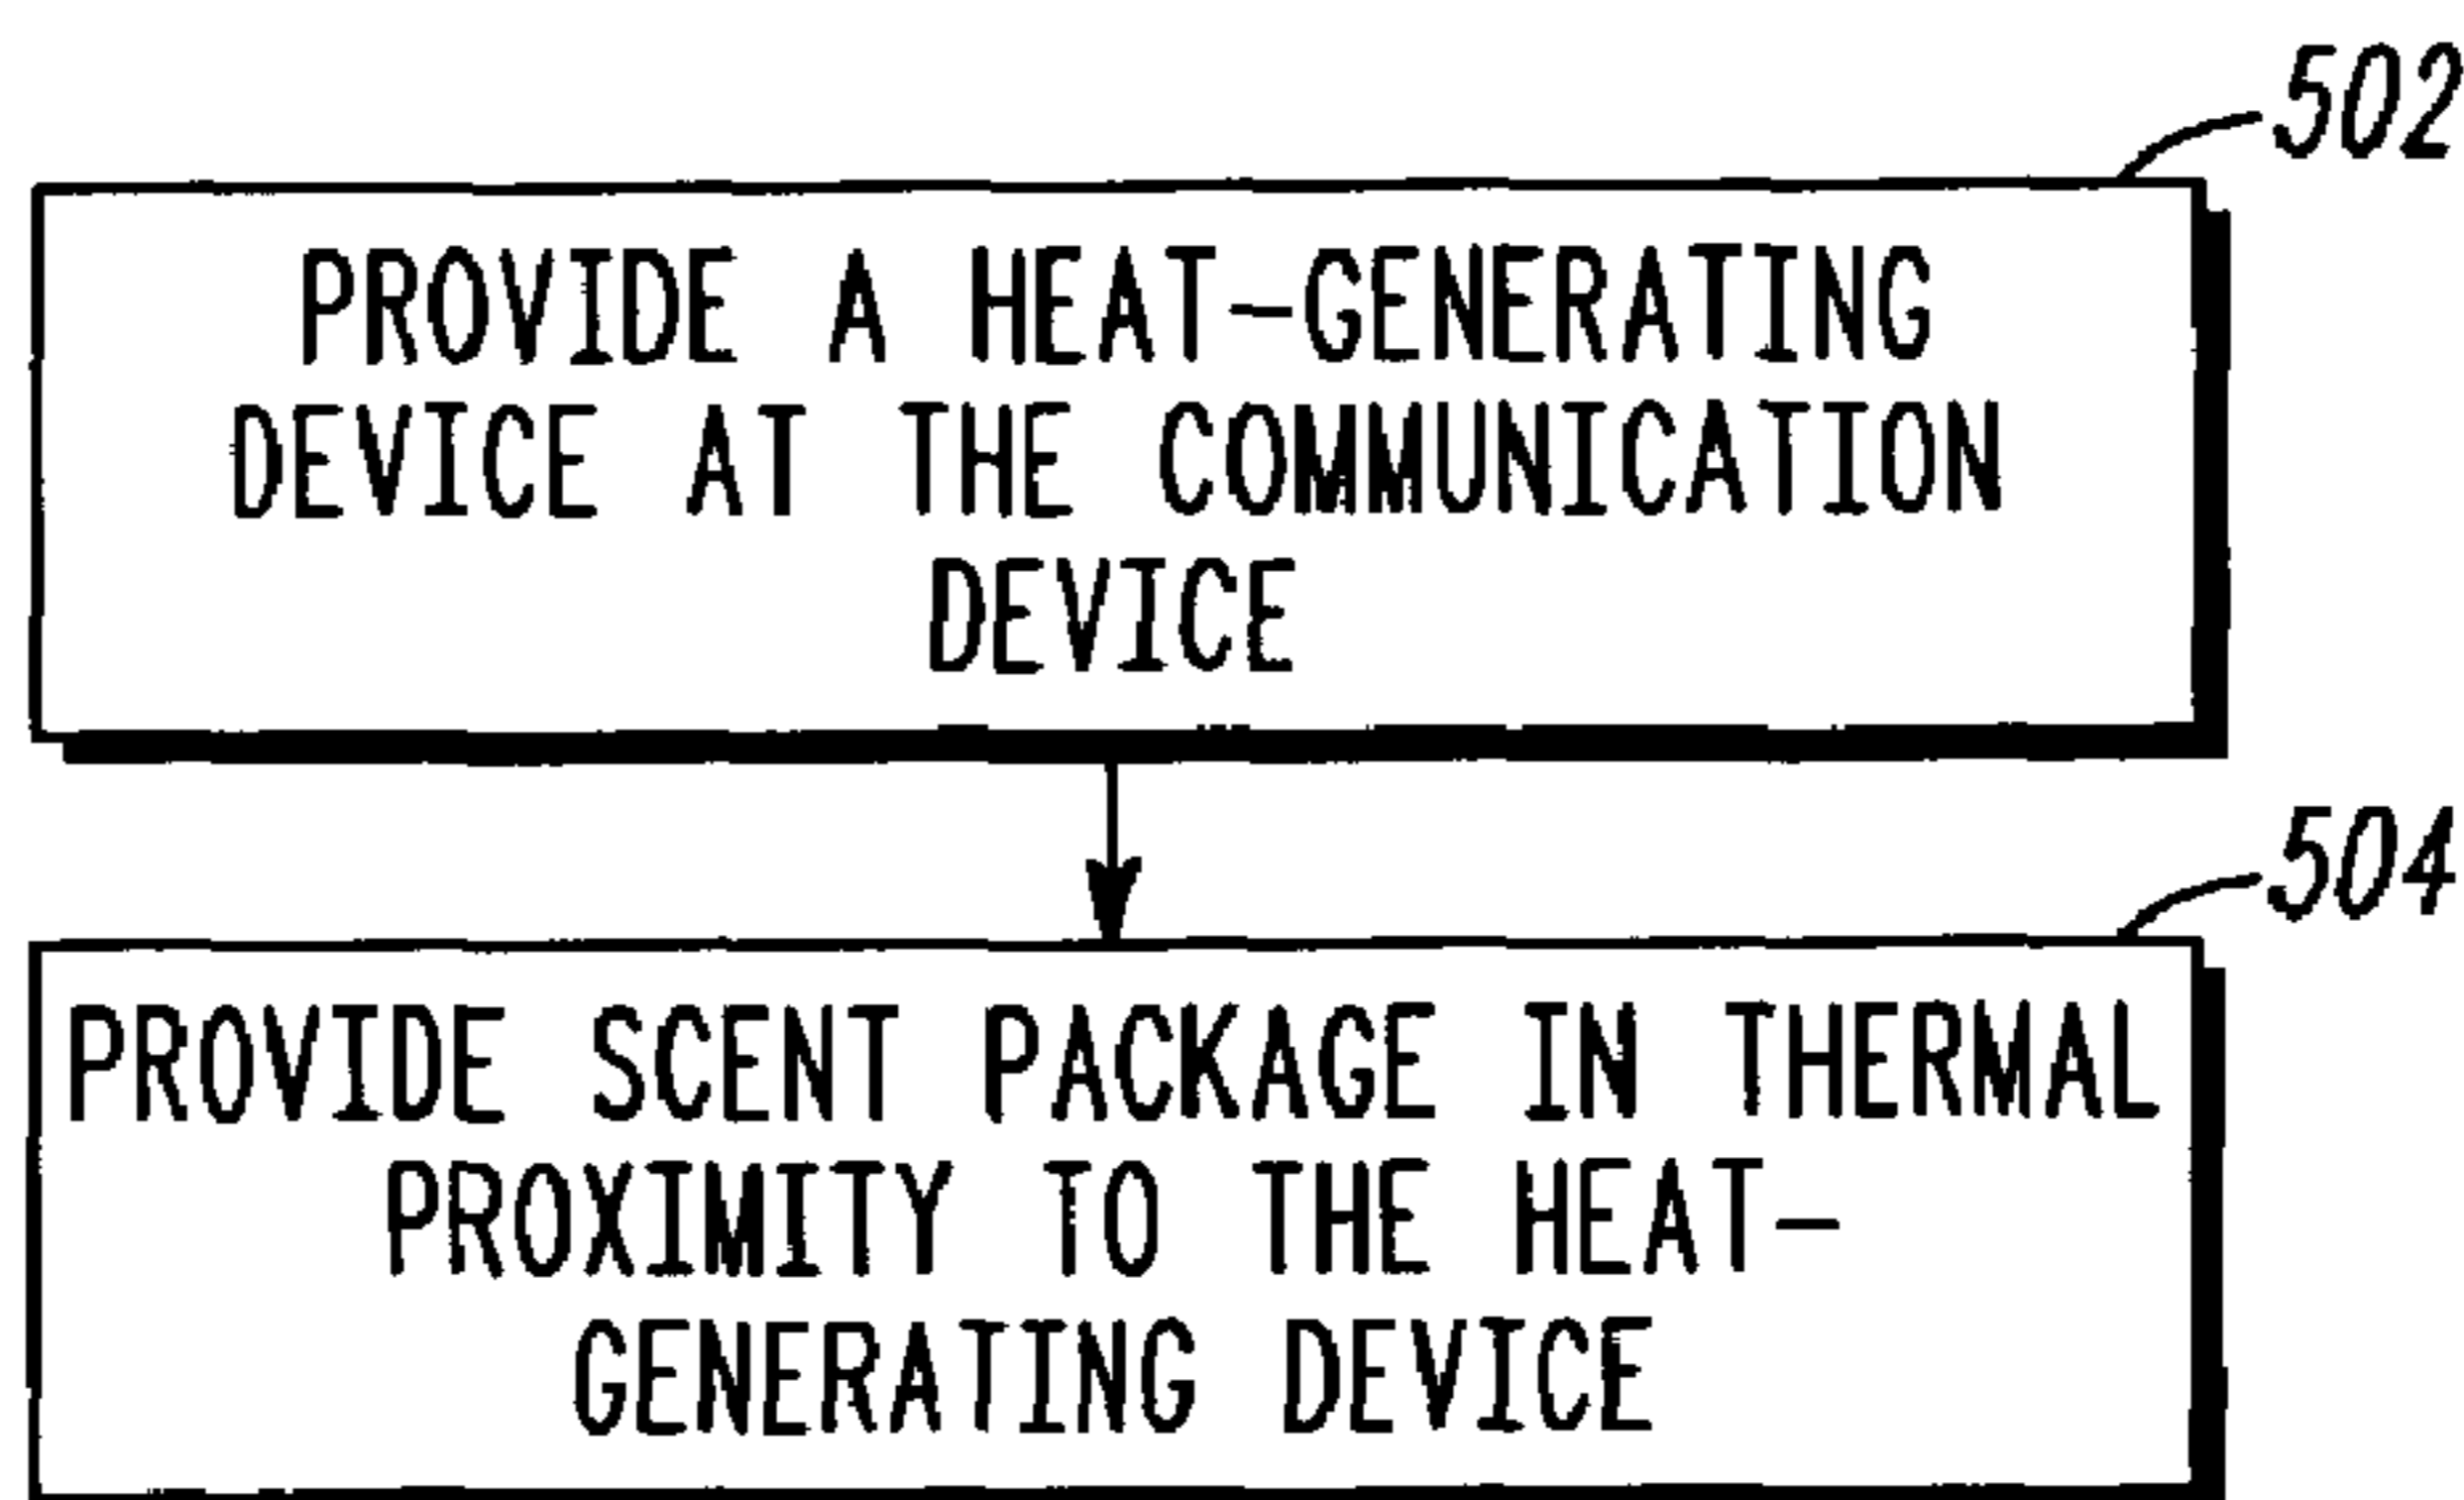 502
PROVIDE A HEAT-GENERATING
DEVICE AT THE COMMUNICATION
DEVICE
504
PROVIDE SCENT PACKAGE IN THERMAL
PROXIMITY TO THE HEAT-
GENERATING DEVICE